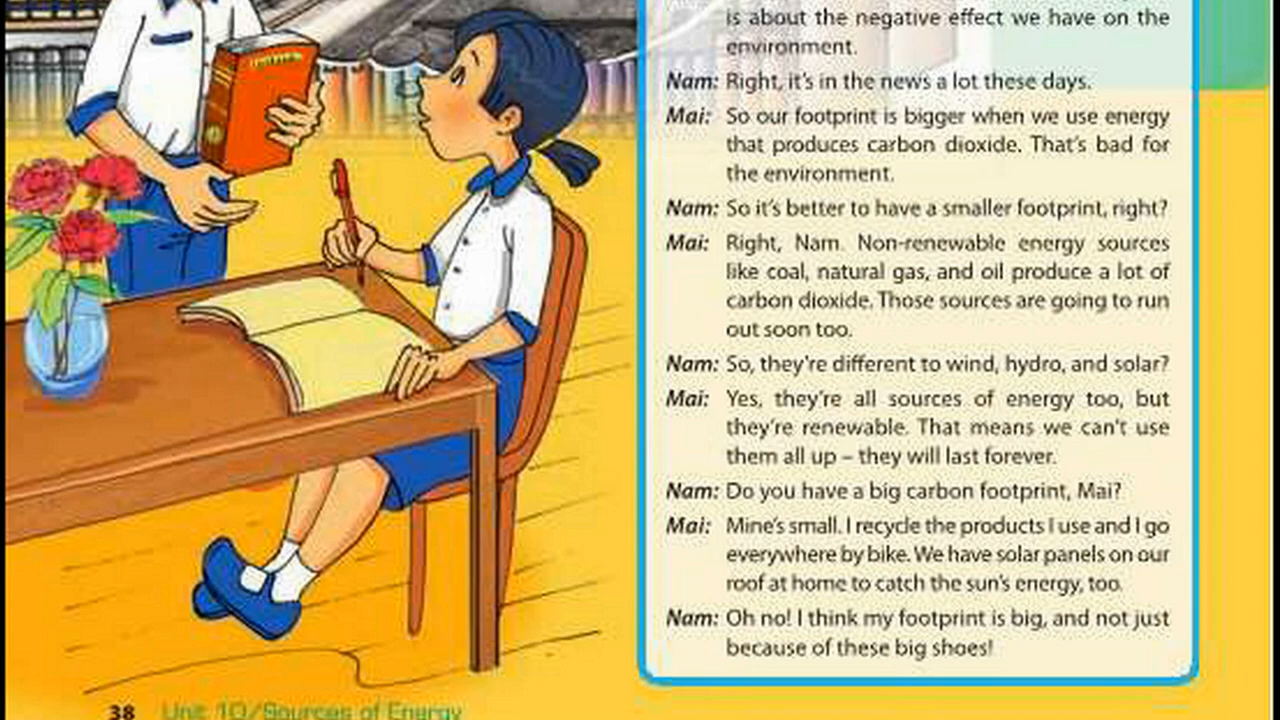 is about the negative effect we have on the
environment.
Nam: Right, it's in the news a lot these days.
Mai: So our footprint is bigger when we use energy
that produces carbon dioxide. That's bad for
the environment.
Nam: So it's better to have a smaller footprint, right?
Mai: Right, Nam. Non-renewable energy sources
like coal, natural gas, and oil produce a lot of
carbon dioxide. Those sources are going to run
out soon too.
Nam: So, they're different to wind, hydro, and solar?
Mai: Yes, they're all sources of energy too, but
they're renewable. That means we can't use
them all up – they will last forever.
Nam: Do you have a big carbon footprint, Mai?
Mai: Mine's small. I recycle the products I use and I go
everywhere by bike. We have solar panels on our
roof at home to catch the sun's energy, too.
Nam: Oh no! I think my footprint is big, and not just
because of these big shoes!
38 Unit 10/Sources of Energy